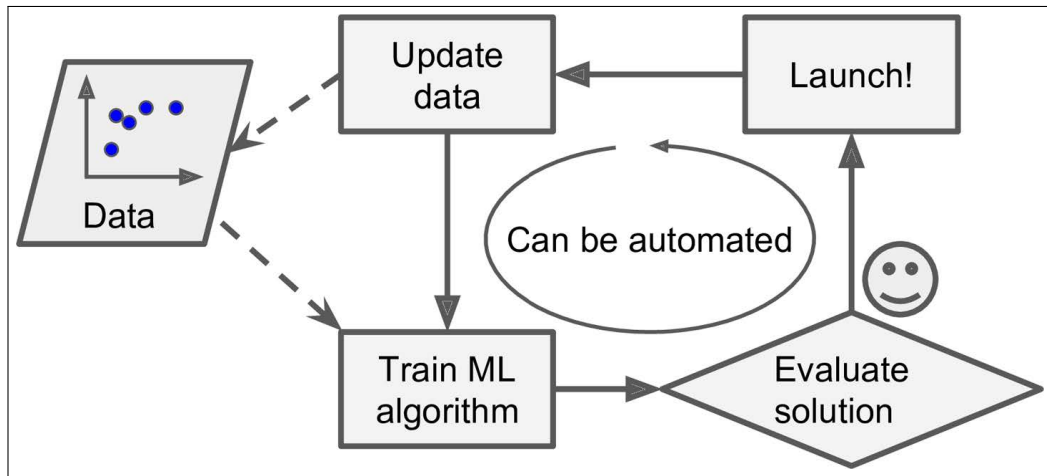 Update
data
Launch!
Data
Can be automated
Train ML
algorithm
Evaluate
solution